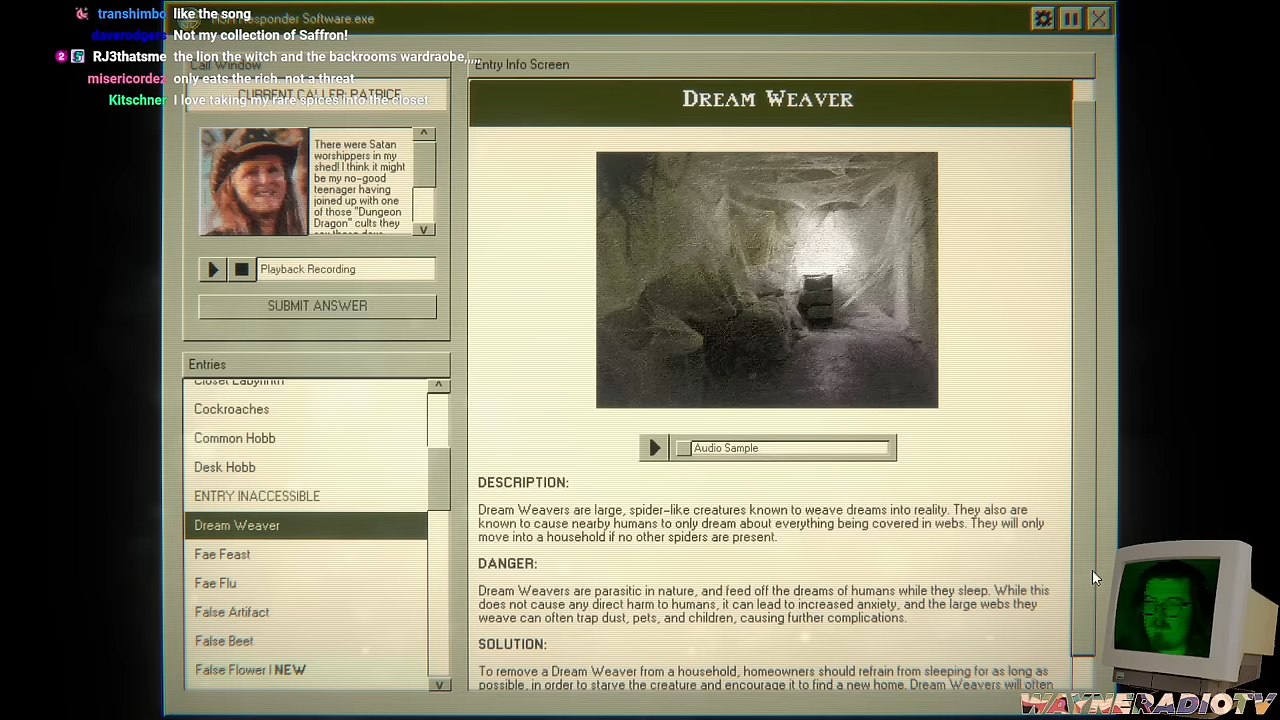 transhimbo like the song
Responder Software.exe
daverodgers Not my collection of Saffron!
RJ3thatsme the lion the witch and the backrooms wardraobe,,,,,
Call Window
misericordez only eats the rich. not a threat
CURRENT CALLER: PATRICE
Kitschner I love taking my rare spices into the closet
There were Satan
worshippers in my
shed! I think it might
be my no-good
teenager having
joined up with one
of those "Dungeon
Dragon" cults they
say these days
Playback Recording
SUBMIT ANSWER
Entries
Closet Labyrinth
Cockroaches
Common Hobb
Desk Hobb
ENTRY INACCESSIBLE
Dream Weaver
Fae Feast
Fae Flu
False Artifact
False Beet
False Flower | NEW
Entry Info Screen
DREAM WEAVER
Audio Sample
DESCRIPTION:
Dream Weavers are large, spider-like creatures known to weave dreams into reality. They also are
known to cause nearby humans to only dream about everything being covered in webs. They will only
move into a household if no other spiders are present.
DANGER:
Dream Weavers are parasitic in nature, and feed off the dreams of humans while they sleep. While this
does not cause any direct harm to humans, it can lead to increased anxiety, and the large webs they
weave can often trap dust, pets, and children, causing further complications.
SOLUTION:
To remove a Dream Weaver from a household, homeowners should refrain from sleeping for as long as
possible, in order to starve the creature and encourage it to find a new home. Dream Weavers will often
WAYNERADIOTV